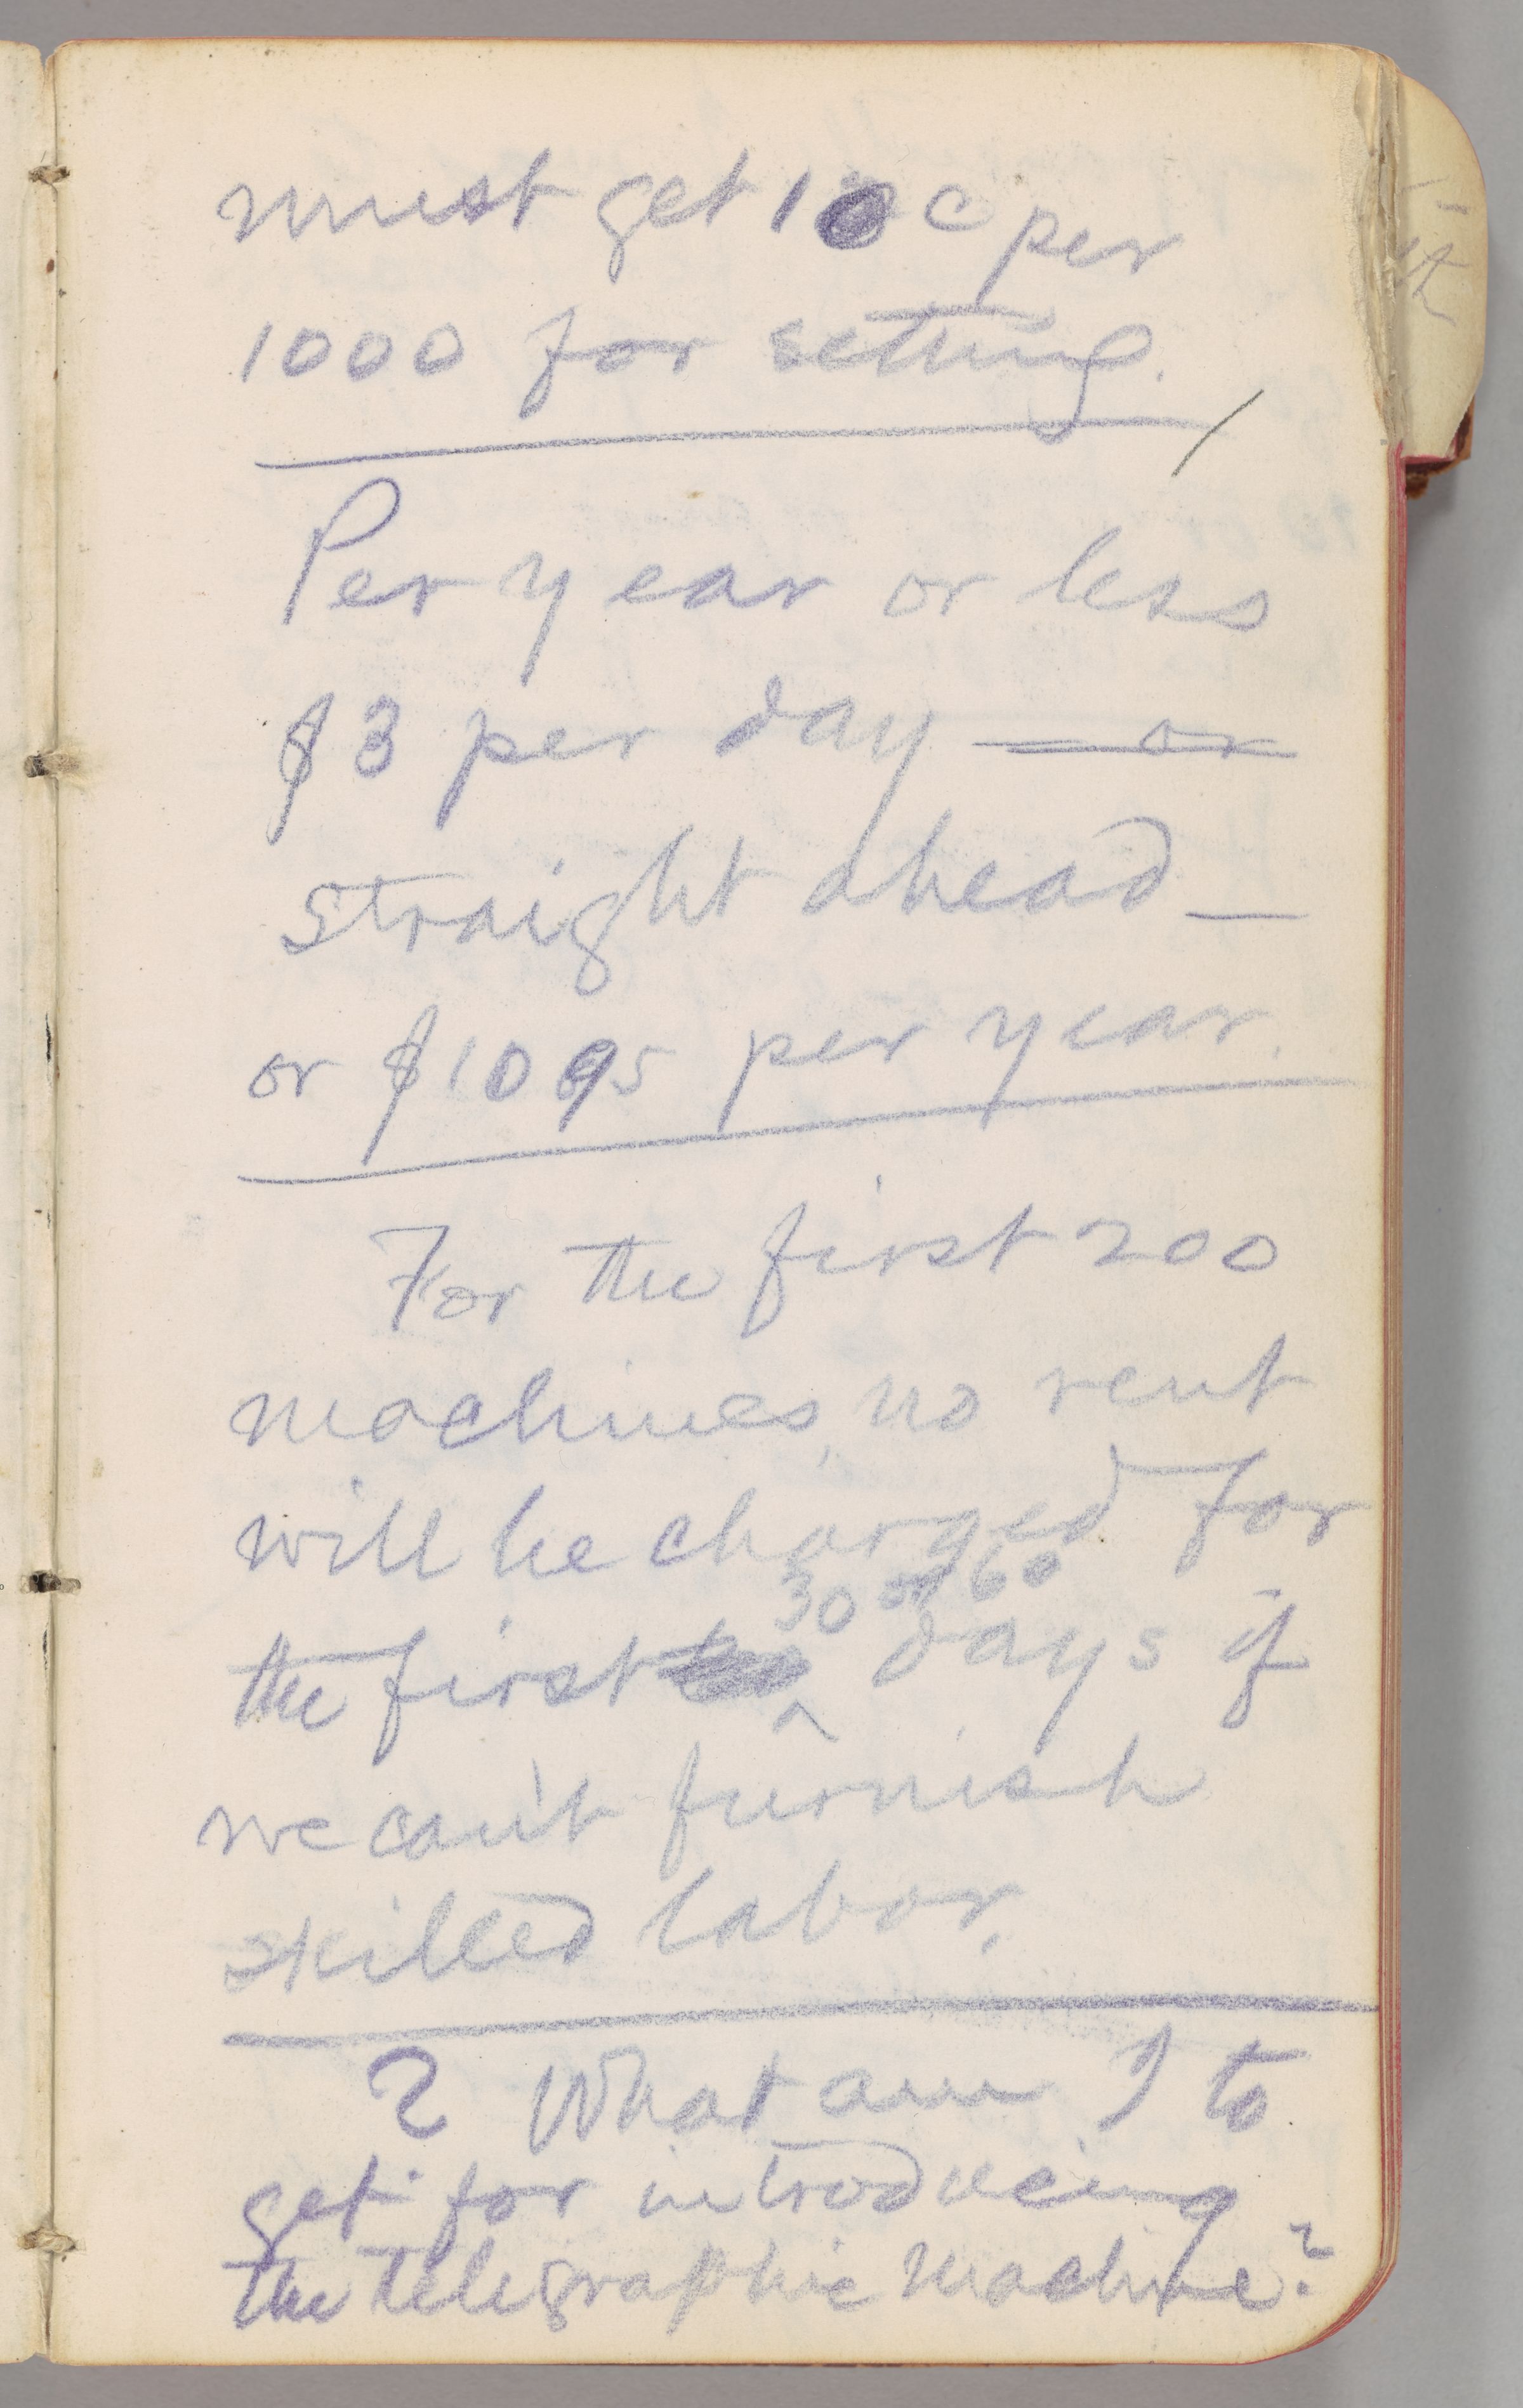 must get 10c per
1000 for setting.
Per year or less
$3 per day — or
straight ahead —
or $1095 per year.
For the first 200
machines, no rent
will be charged for
30 or 60
the first days if
we can't furnish
skilled labor.
? What am I to
get for introducing
the telegraphic machine?